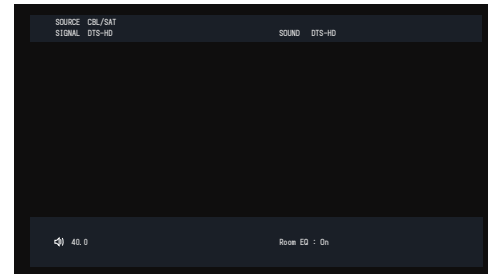 SOURCE CBL/SAT
SIGNAL DTS-HD
SOUND DTS-HD
40.0
Room EQ : On